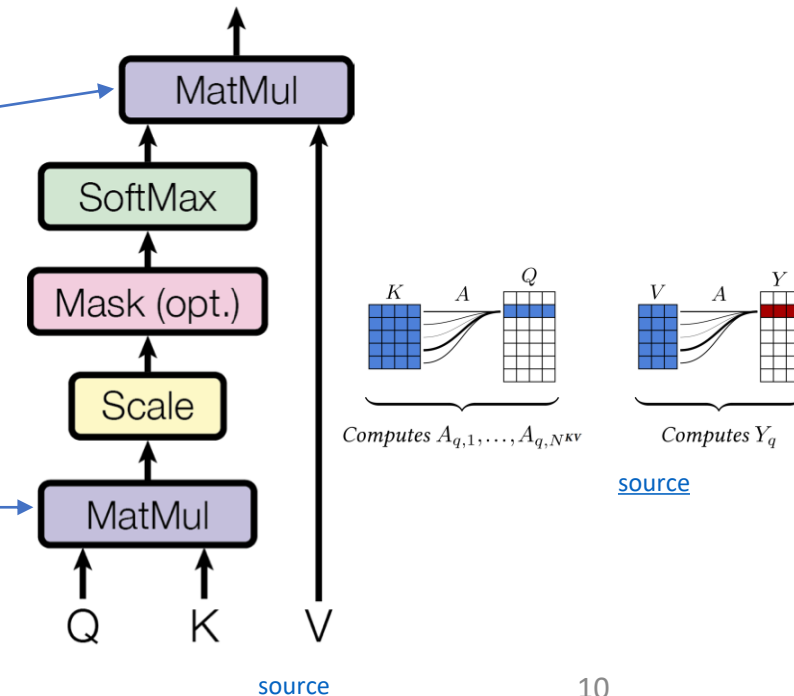 MatMul
SoftMax
Mask (opt.)
Scale
MatMul
Q K V
source
K A Q
Computes A_{q,1},...,A_{q,N^{KV}}
V A Y
Computes Y_q
source
10